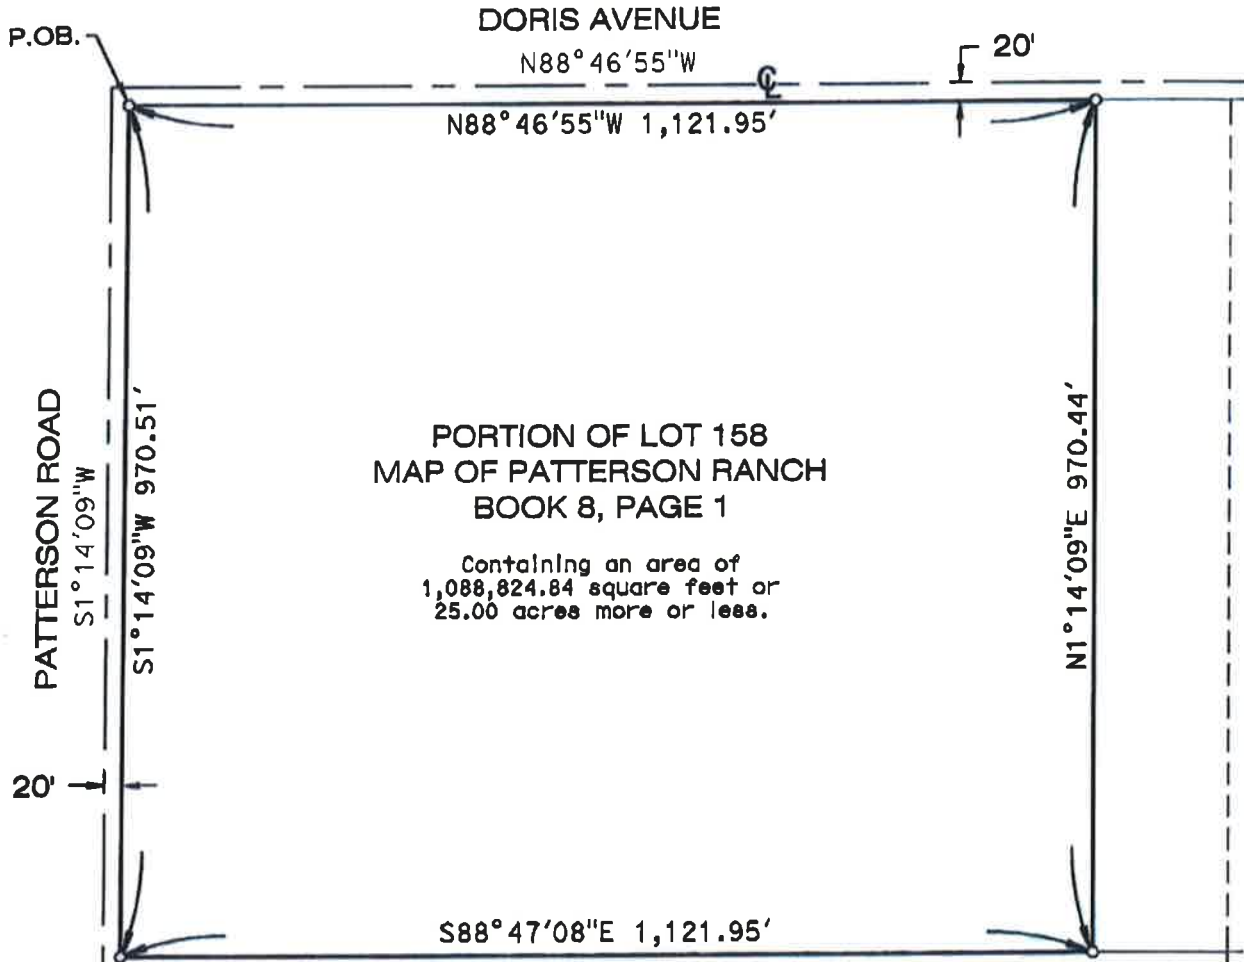 DORIS AVENUE
P.OB.
N88°46'55"W
20'
℄
N88°46'55"W 1,121.95'
PATTERSON ROAD
S1°14'09"W
S1°14'09"W 970.51'
PORTION OF LOT 158
MAP OF PATTERSON RANCH
BOOK 8, PAGE 1
Containing an area of
1,088,824.84 square feet or
25.00 acres more or less.
N1°14'09"E 970.44'
20'
S88°47'08"E 1,121.95'